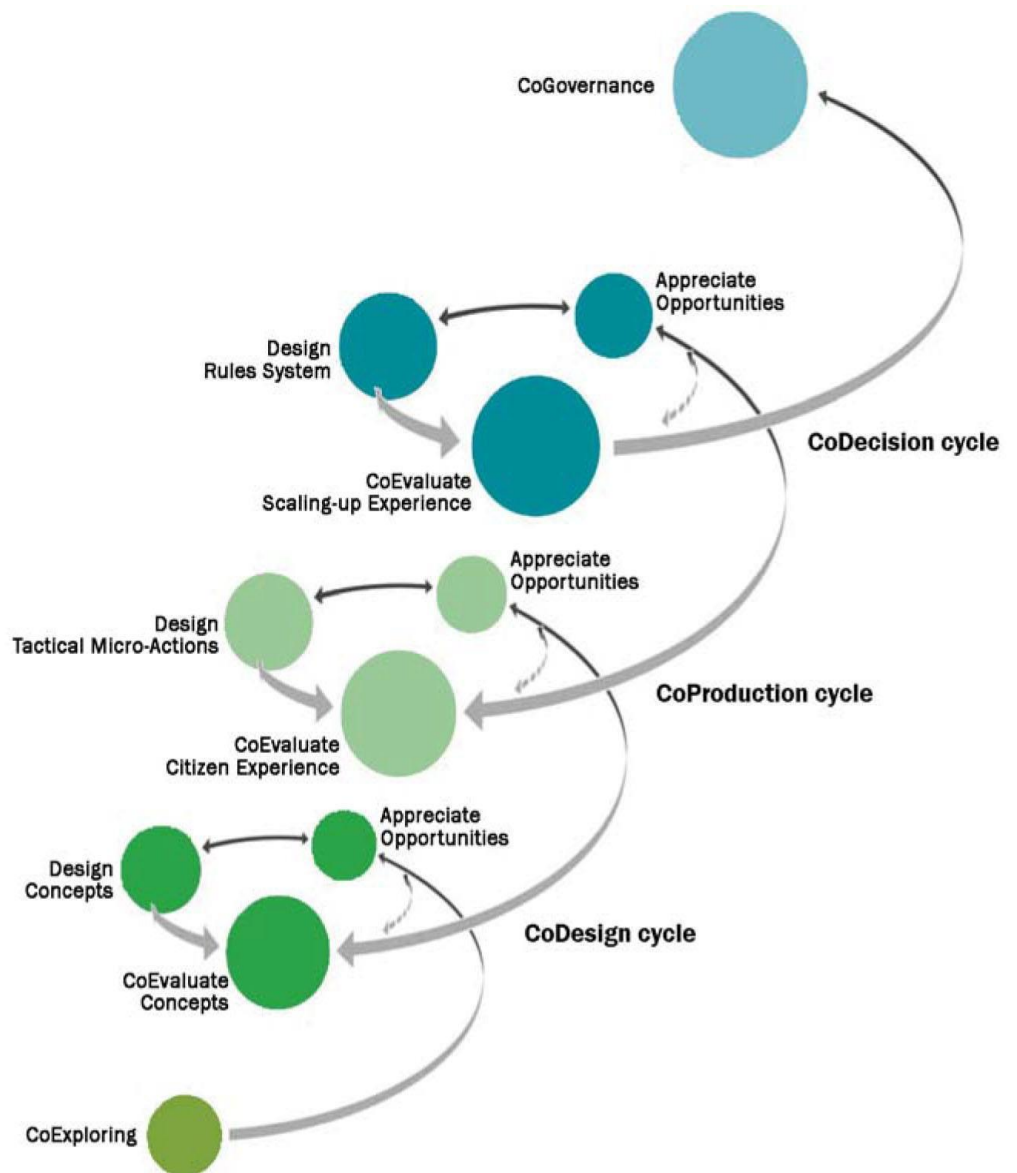 CoGovernance
Appreciate
Opportunities
Design
Rules System
CoDecision cycle
CoEvaluate
Scaling-up Experience
Appreciate
Opportunities
Design
Tactical Micro-Actions
CoProduction cycle
CoEvaluate
Citizen Experience
Appreciate
Opportunities
Design
Concepts
CoDesign cycle
CoEvaluate
Concepts
CoExploring